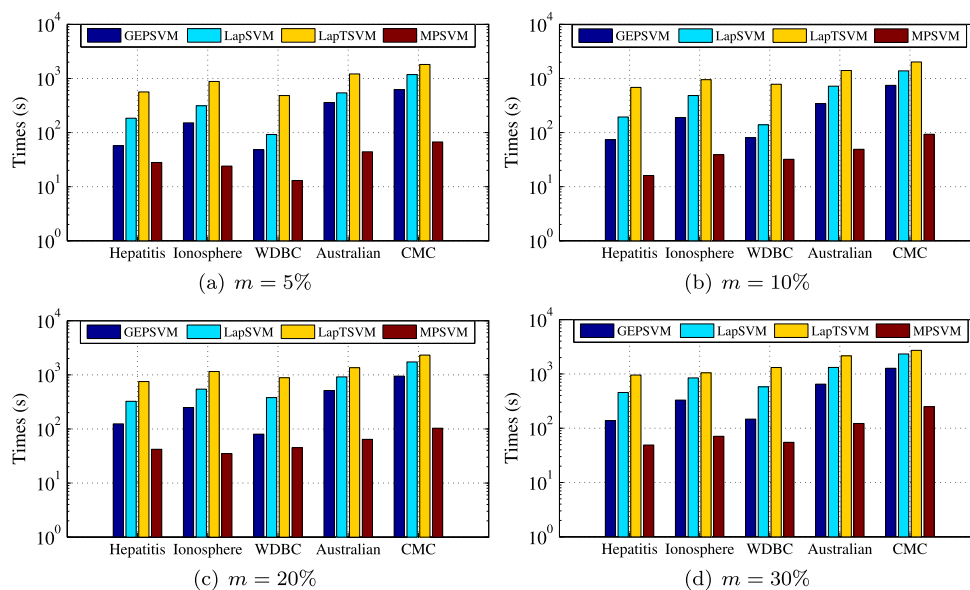 GEPSVM LapSVM LapTSVM MPSVM
Times (s)
10^4
10^3
10^2
10^1
10^0
Hepatitis Ionosphere WDBC Australian CMC
(a) m = 5%
GEPSVM LapSVM LapTSVM MPSVM
Times (s)
10^4
10^3
10^2
10^1
10^0
Hepatitis Ionosphere WDBC Australian CMC
(b) m = 10%
GEPSVM LapSVM LapTSVM MPSVM
Times (s)
10^4
10^3
10^2
10^1
10^0
Hepatitis Ionosphere WDBC Australian CMC
(c) m = 20%
GEPSVM LapSVM LapTSVM MPSVM
Times (s)
10^4
10^3
10^2
10^1
10^0
Hepatitis Ionosphere WDBC Australian CMC
(d) m = 30%